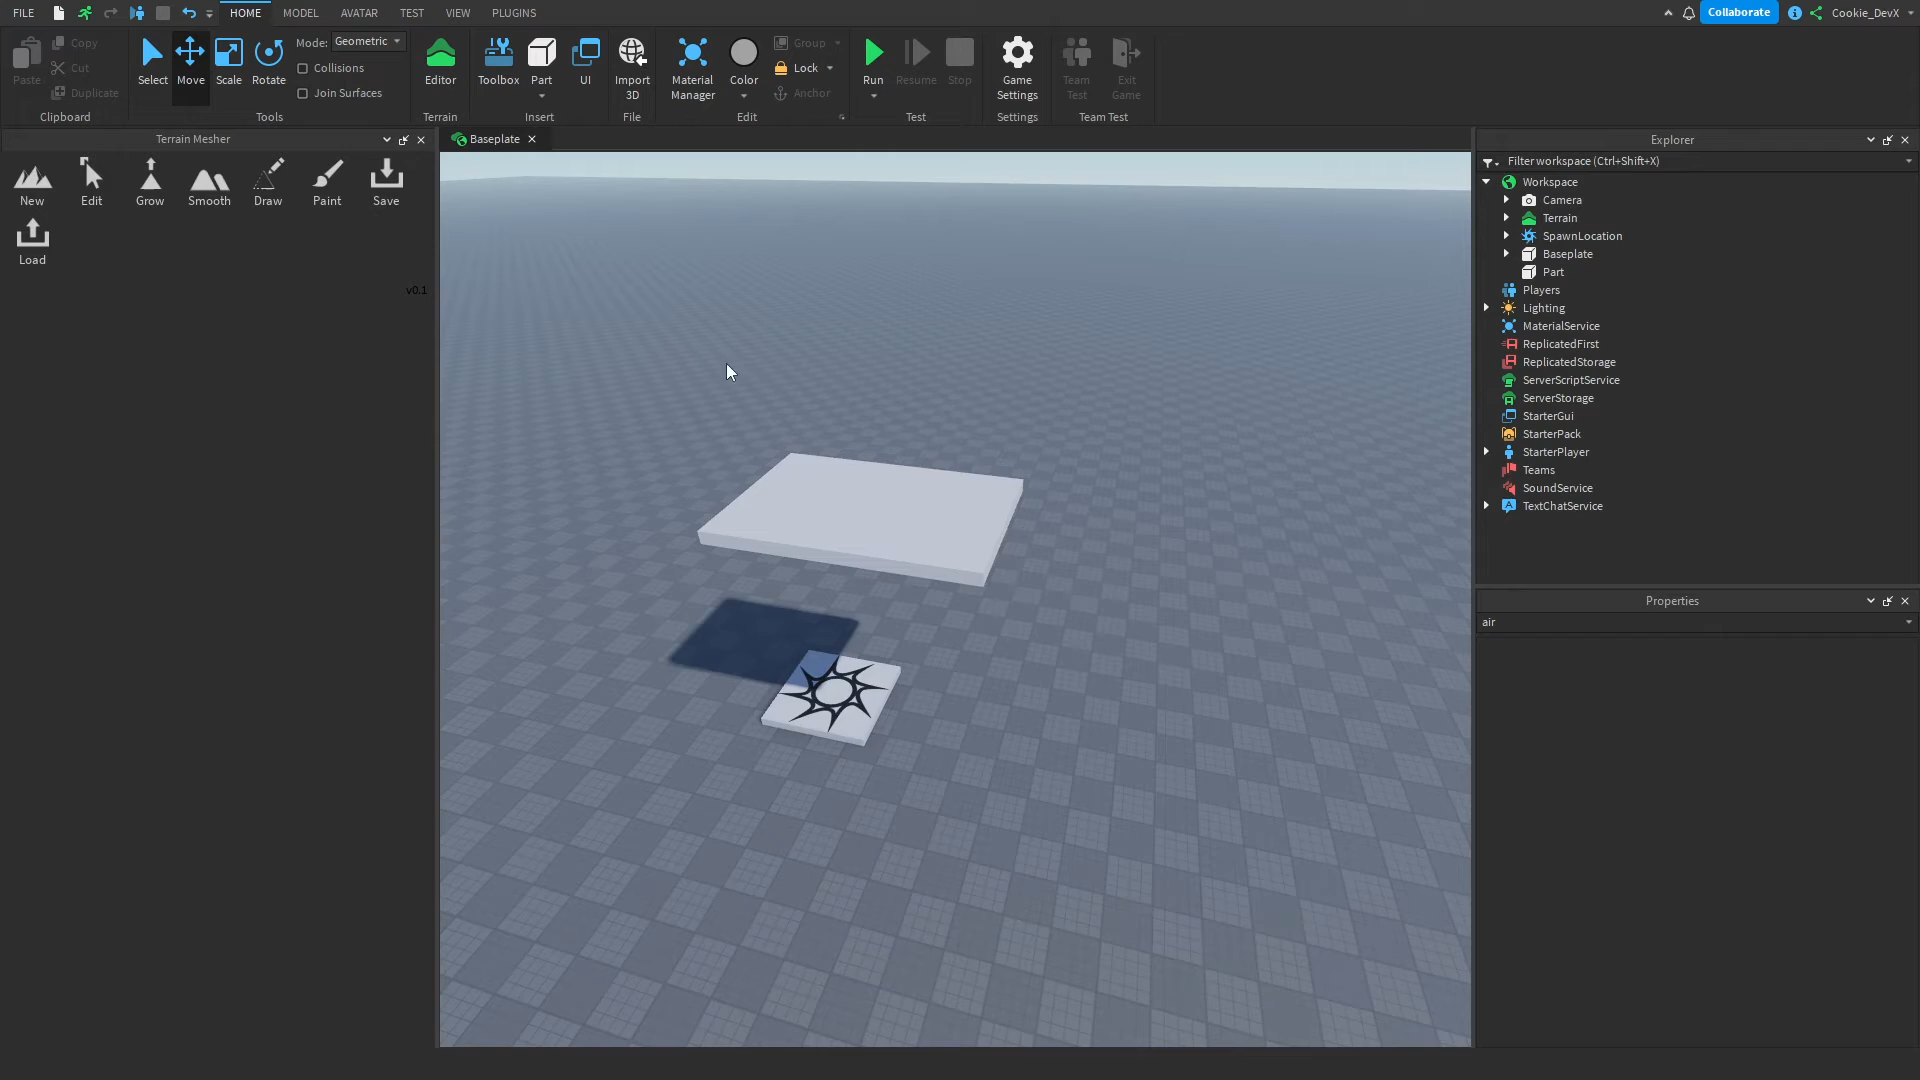 FILE HOME MODEL AVATAR TEST VIEW PLUGINS Collaborate Cookie_DevX
Paste Copy Cut Duplicate Clipboard
Select Move Scale Rotate Mode: Geometric Collisions Join Surfaces Tools
Editor Terrain
Toolbox Part UI Insert
Import 3D File
Material Manager Color Group Lock Anchor Edit
Run Resume Stop Test
Game Settings Settings
Team Test Exit Game Team Test
Terrain Mesher
New Edit Grow Smooth Draw Paint Save
Load
v0.1
Baseplate
Explorer
Filter workspace (Ctrl+Shift+X)
Workspace
Camera
Terrain
SpawnLocation
Baseplate
Part
Players
Lighting
MaterialService
ReplicatedFirst
ReplicatedStorage
ServerScriptService
ServerStorage
StarterGui
StarterPack
StarterPlayer
Teams
SoundService
TextChatService
Properties
air